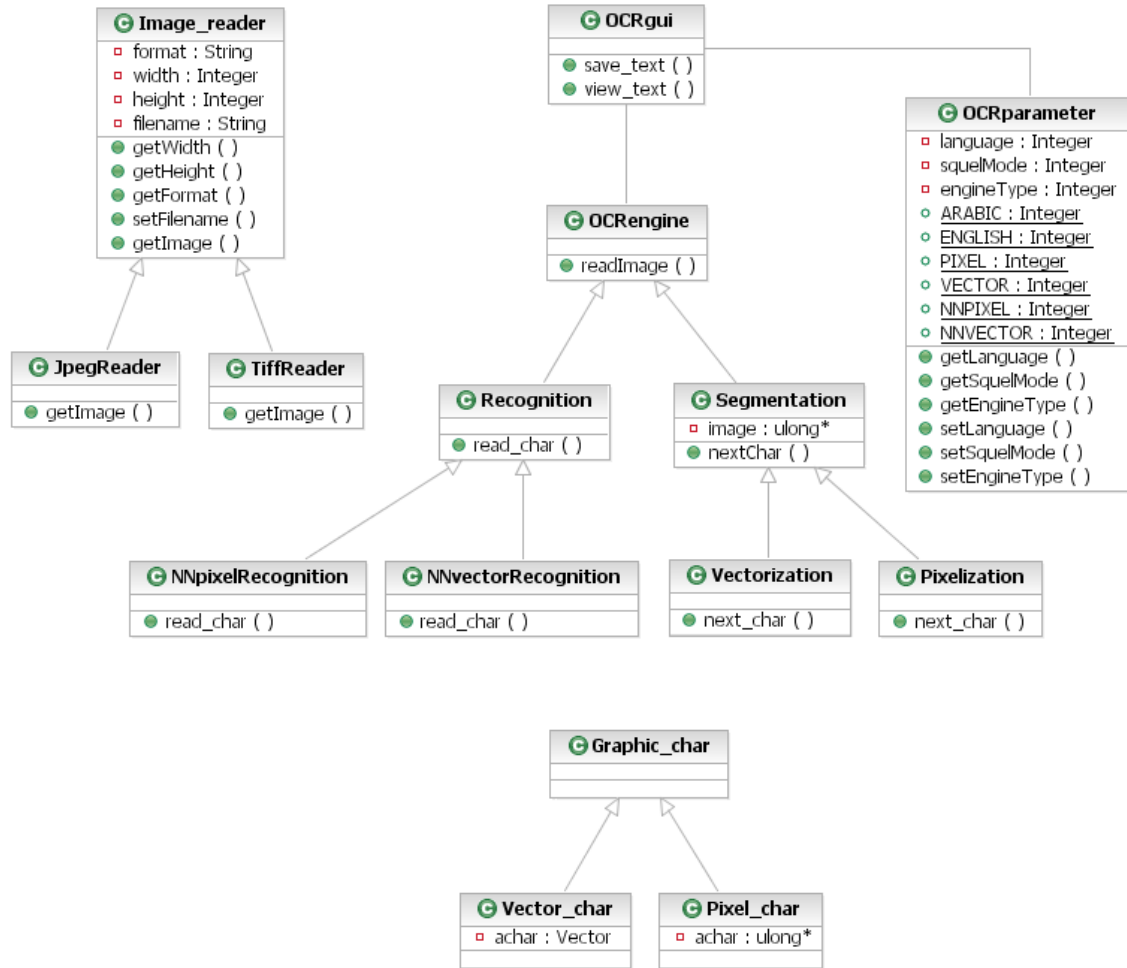 Image_reader
format : String
width : Integer
height : Integer
filename : String
getWidth ( )
getHeight ( )
getFormat ( )
setFilename ( )
getImage ( )
JpegReader
getImage ( )
TiffReader
getImage ( )
OCRgui
save_text ( )
view_text ( )
OCRengine
readImage ( )
OCRparameter
language : Integer
squelMode : Integer
engineType : Integer
ARABIC : Integer
ENGLISH : Integer
PIXEL : Integer
VECTOR : Integer
NNPIXEL : Integer
NNVECTOR : Integer
getLanguage ( )
getSquelMode ( )
getEngineType ( )
setLanguage ( )
setSquelMode ( )
setEngineType ( )
Recognition
read_char ( )
Segmentation
image : ulong*
nextChar ( )
NNpixelRecognition
read_char ( )
NNvectorRecognition
read_char ( )
Vectorization
next_char ( )
Pixelization
next_char ( )
Graphic_char
Vector_char
achar : Vector
Pixel_char
achar : ulong*